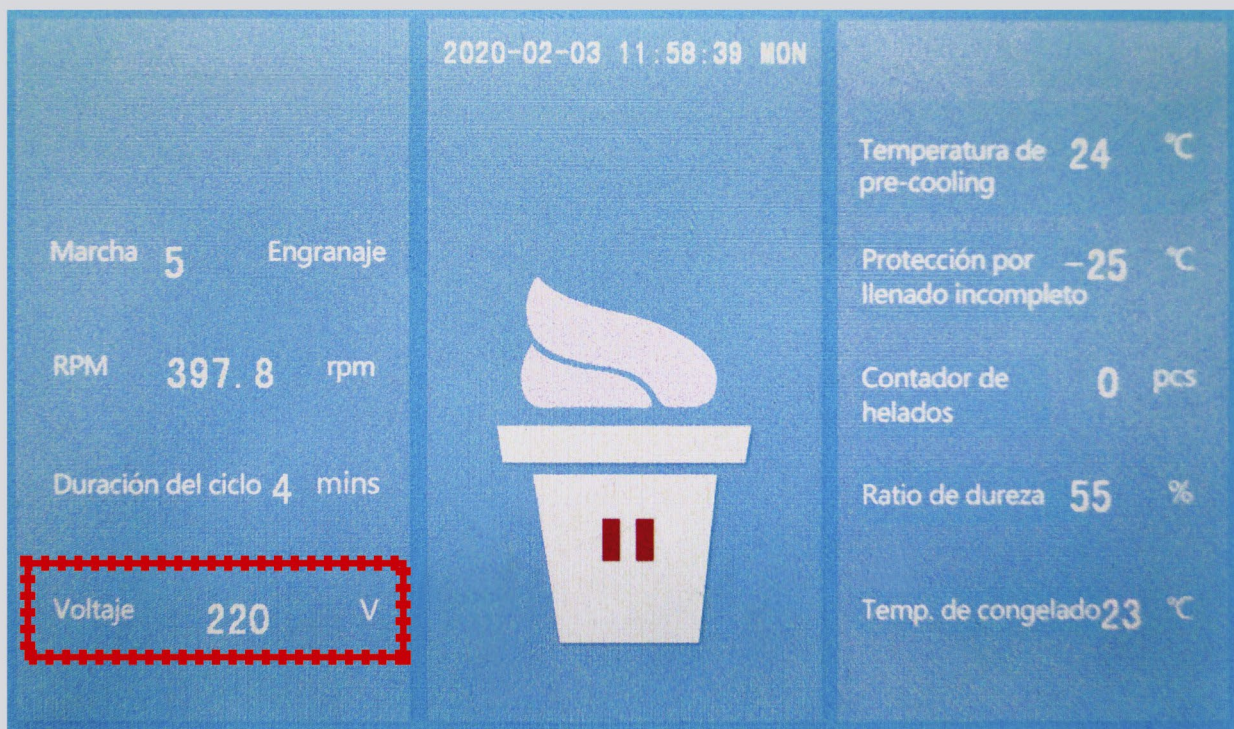 2020-02-03 11:58:39 MON
Marcha 5 Engranaje
RPM 397.8 rpm
Duración del ciclo 4 mins
Voltaje 220 V
Temperatura de 24 ℃
pre-cooling
Protección por -25 ℃
llenado incompleto
Contador de 0 pcs
helados
Ratio de dureza 55 %
Temp. de congelado 23 ℃